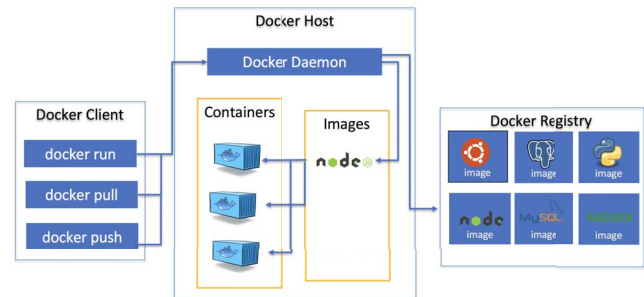 Docker Host
Docker Daemon
Docker Client
docker run
docker pull
docker push
Containers
Images
node
Docker Registry
image
image
image
node
image
MySQL
image
NGINX
image